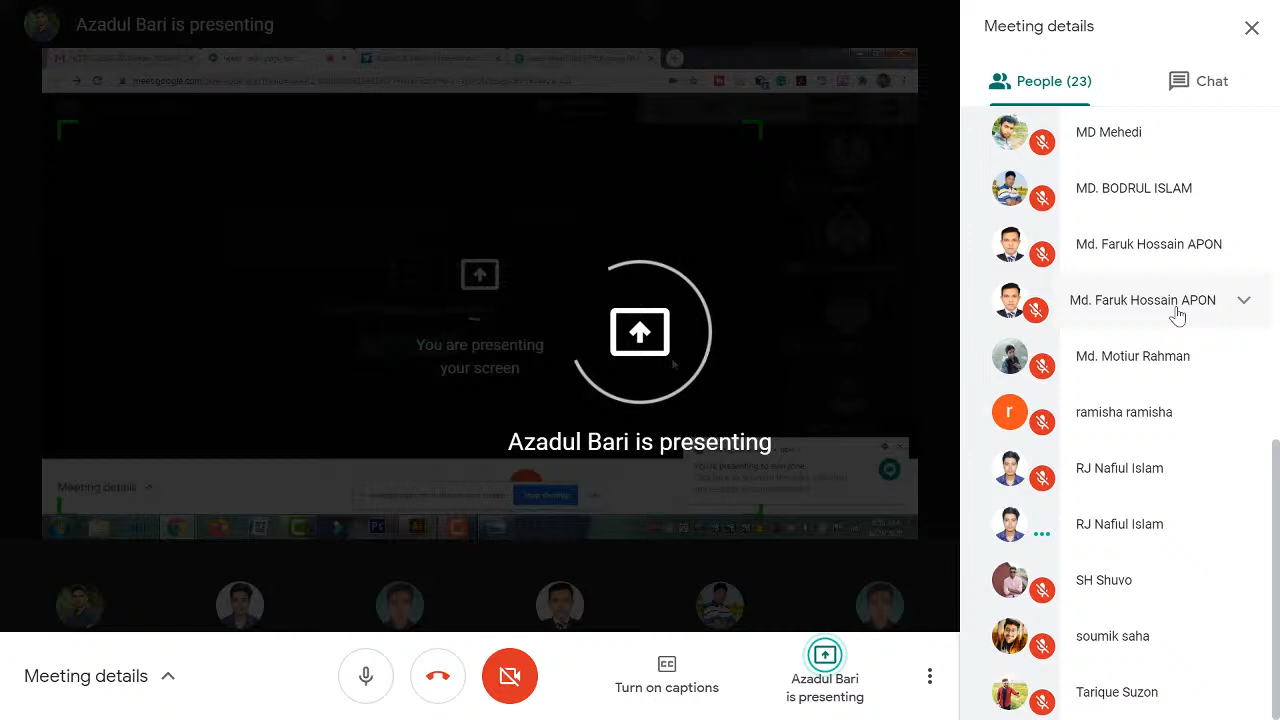 Azadul Bari is presenting
Meeting details
People (23)
Chat
MD Mehedi
MD. BODRUL ISLAM
Md. Faruk Hossain APON
Md. Faruk Hossain APON
Md. Motiur Rahman
r
ramisha ramisha
RJ Nafiul Islam
RJ Nafiul Islam
SH Shuvo
soumik saha
Tarique Suzon
You are presenting
your screen
Azadul Bari is presenting
Meeting details
Meeting details
CC
Turn on captions
Azadul Bari
is presenting